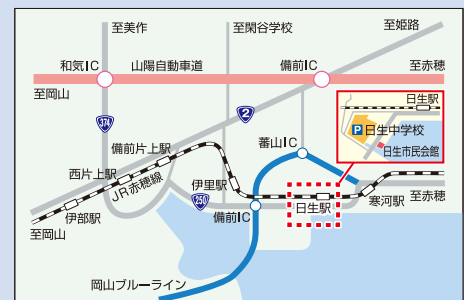 至美作
至閑谷学校
至姫路
和気IC
山陽自動車道
備前IC
至赤穂
至岡山
374
2
日生駅
P日生中学校
日生市民会館
備前片上駅
蕃山IC
西片上駅
JR赤穂線
伊里駅
250
伊部駅
備前IC
日生駅
寒河駅
至赤穂
至岡山
岡山ブルーライン